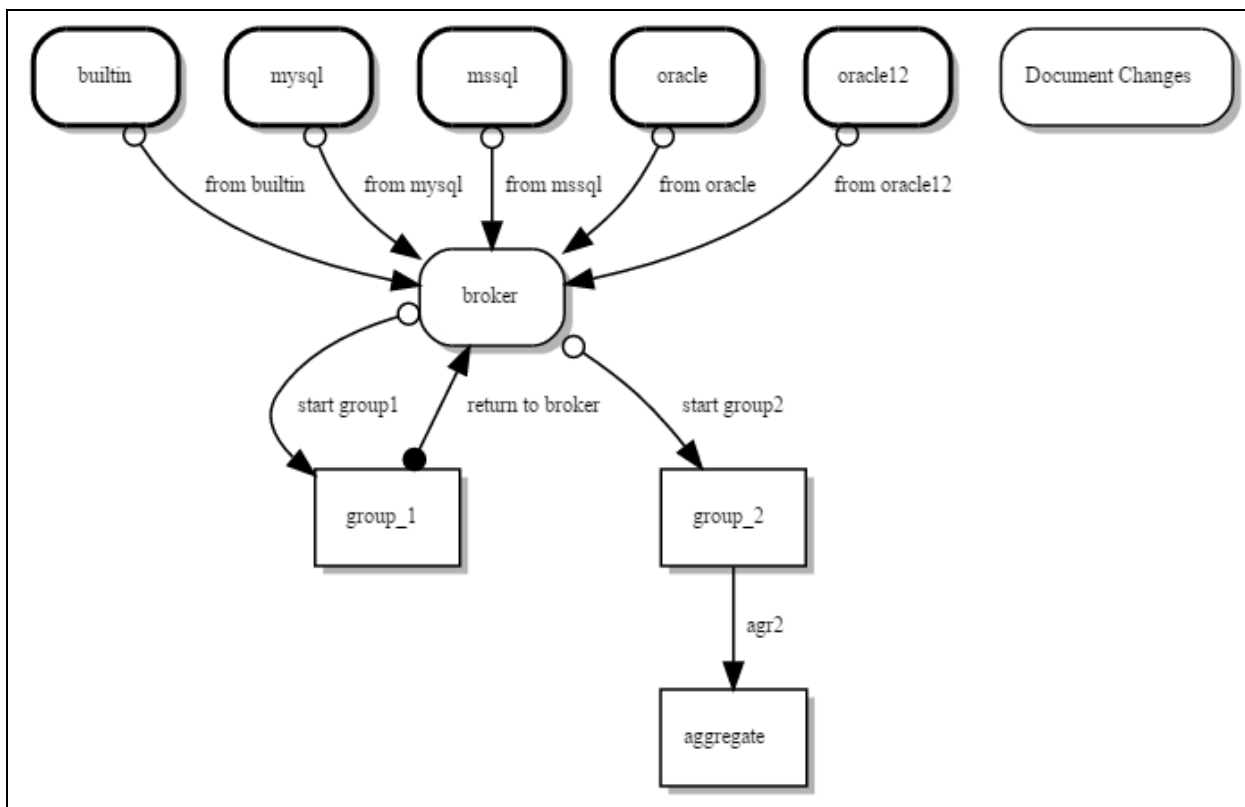 builtin
mysql
mssql
oracle
oracle12
Document Changes
from builtin
from mysql
from mssql
from oracle
from oracle12
broker
start group1
return to broker
start group2
group_1
group_2
agr2
aggregate